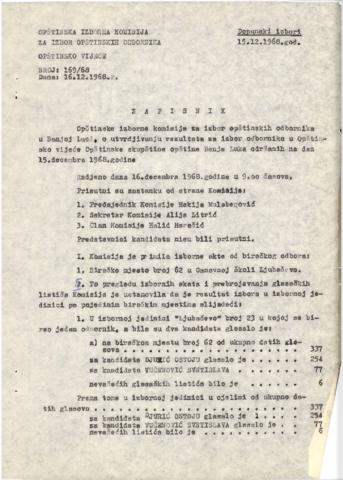 OPŠTINSKA IZBORNA KOMISIJA
ZA IZBOR OPŠTINSKIH ODBORNIKA
OPŠTINSKO VIJEĆE
BROJ: 169/68
Dana: 16.12.1968.g.
Dopunski izbori
15.12.1968.god.
Z A P I S N I K
Opštinske izborne komisije za izbor opštinskih odbornika
u Banjoj Luci, o utvrdjivanju rezultata za izbor odbornika u Opštin-
sko vijeće Opštinske skupštine opštine Banja Luka održanih na dan
15.decembra 1968.godine
Radjeno dana 16.decembra 1968.godine u 9.oo časova.
Prisutni su sastanku od strane Komisije:
1. Predsjednik Komisije Hakija Mulabegović
2. Sekretar Komisije Alija Litrić
3. Član Komisije Halid
Predstavnici kandidata nisu bili prisutni.
I. Komisija je primila izborne akte od biračkog odbora:
1. Biračko mjesto broj 62 u Osnovnoj školi Ljubačevo.
Po pregledu izbornih akata i prebrojavanju glasačkih
listića Komisija je ustanovila da je rezultat izbora u izbornoj je-
dinici po pojedinim biračkim mjestima slijedeći:
1. U izbornoj jedinici "Ljubačevo" broj 23 u kojoj se bi-
rao jedan odbornik, a bila su dva kandidata glasalo je:
a) na biračkom mjestu broj 62 od ukupno datih gla-
sova 337
za kandidata DJURIĆ OSTOJU glasalo je 254
za kandidata VUČENOVIĆ SVETISLAVA 77
nevažećih glasačkih listića bilo je 6
Prema tome u izbornoj jedinici u cjelini od ukupno da-
tih glasova 337
za kandidata DJURIĆ OSTOJU glasalo je 254
za kandidata VUČENOVIĆ SVETISLAVA glasalo je 77
nevažećih listića bilo je 6